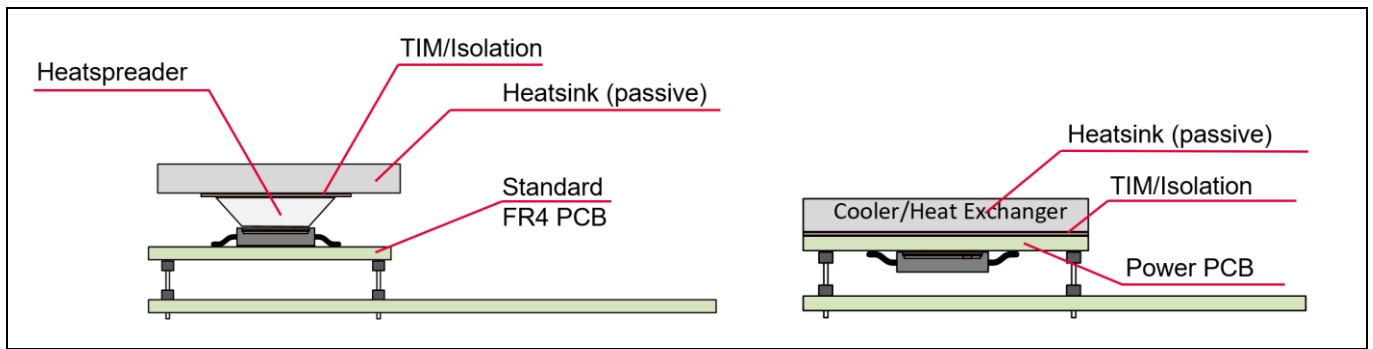 TIM/Isolation
Heatspreader
Heatsink (passive)
Standard
FR4 PCB
Heatsink (passive)
TIM/Isolation
Cooler/Heat Exchanger
Power PCB